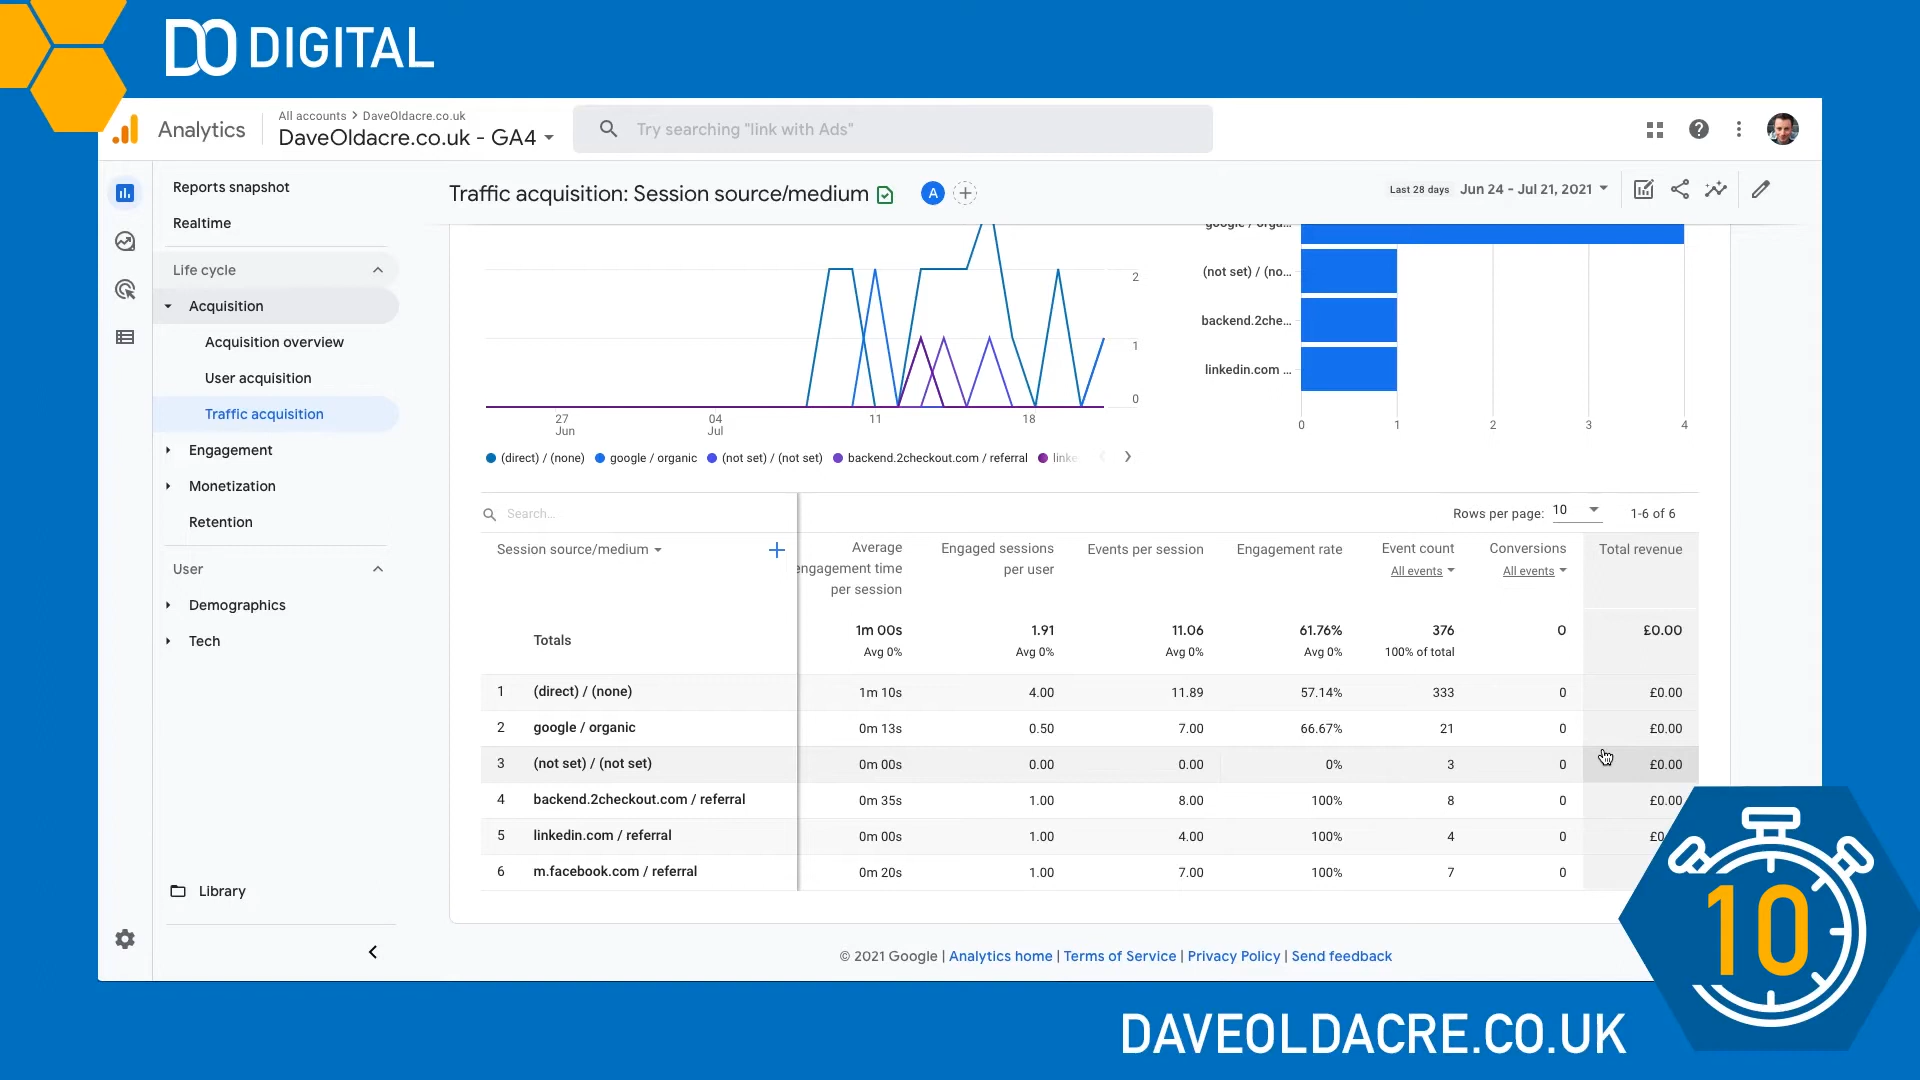 DO DIGITAL
Analytics
All accounts > DaveOldacre.co.uk
DaveOldacre.co.uk - GA4
Try searching "link with Ads"
Reports snapshot
Realtime
Life cycle
Acquisition
Acquisition overview
User acquisition
Traffic acquisition
Engagement
Monetization
Retention
User
Demographics
Tech
Library
Traffic acquisition: Session source/medium
A
Last 28 days Jun 24 - Jul 21, 2021
2
1
0
27 Jun
04 Jul
11
18
(direct) / (none) google / organic (not set) / (not set) backend.2checkout.com / referral linke
google / orga...
(not set) / (no...
backend.2che...
linkedin.com ...
0 1 2 3 4
Search...
Rows per page: 10 1-6 of 6
Session source/medium
Average engagement time per session
Engaged sessions per user
Events per session
Engagement rate
Event count All events
Conversions All events
Total revenue
Totals 1m 00s 1.91 11.06 61.76% 376 0 £0.00
Avg 0% Avg 0% Avg 0% Avg 0% 100% of total
1 (direct) / (none) 1m 10s 4.00 11.89 57.14% 333 0 £0.00
2 google / organic 0m 13s 0.50 7.00 66.67% 21 0 £0.00
3 (not set) / (not set) 0m 00s 0.00 0.00 0% 3 0 £0.00
4 backend.2checkout.com / referral 0m 35s 1.00 8.00 100% 8 0 £0.00
5 linkedin.com / referral 0m 00s 1.00 4.00 100% 4 0 £0
6 m.facebook.com / referral 0m 20s 1.00 7.00 100% 7 0
© 2021 Google | Analytics home | Terms of Service | Privacy Policy | Send feedback
10
DAVEOLDACRE.CO.UK